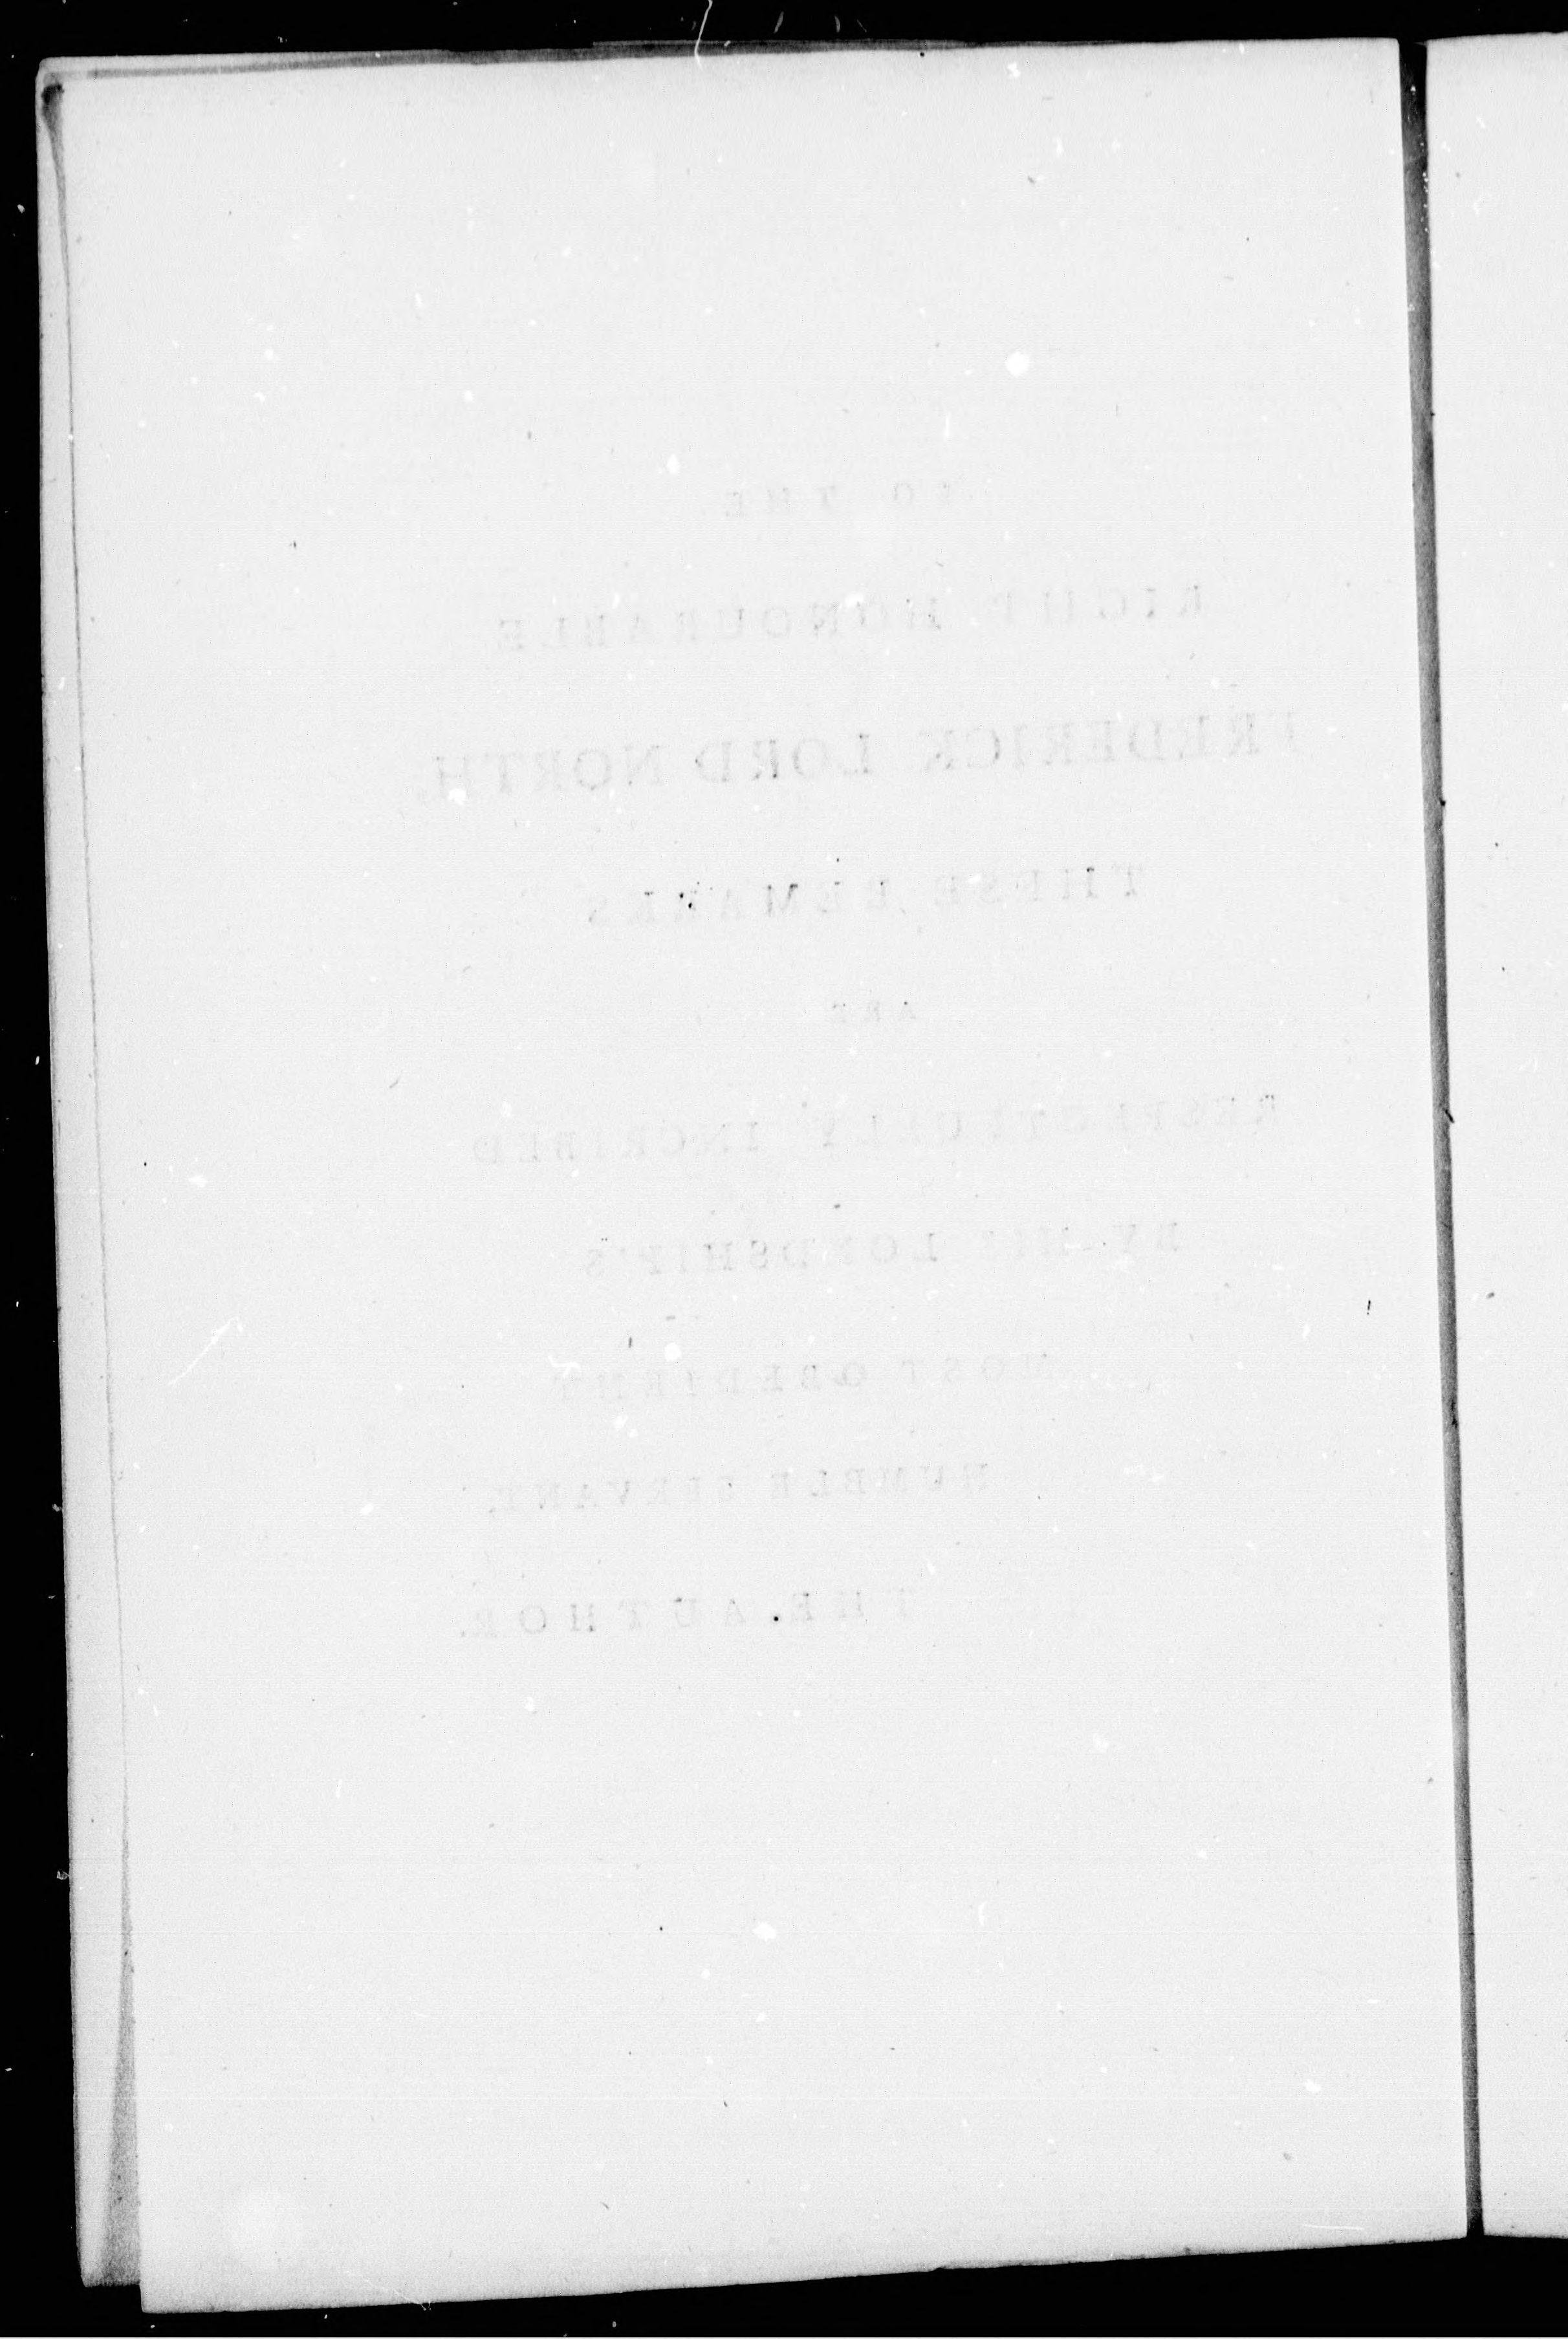 TO THE
RIGHT HONOURABLE
FREDERICK LORD NORTH,
THESE REMARKS
ARE
RESPECTFULLY INCRIBED
BY HIS LORDSHIP'S
MOST OBEDIENT
HUMBLE SERVANT,
THE AUTHOR.